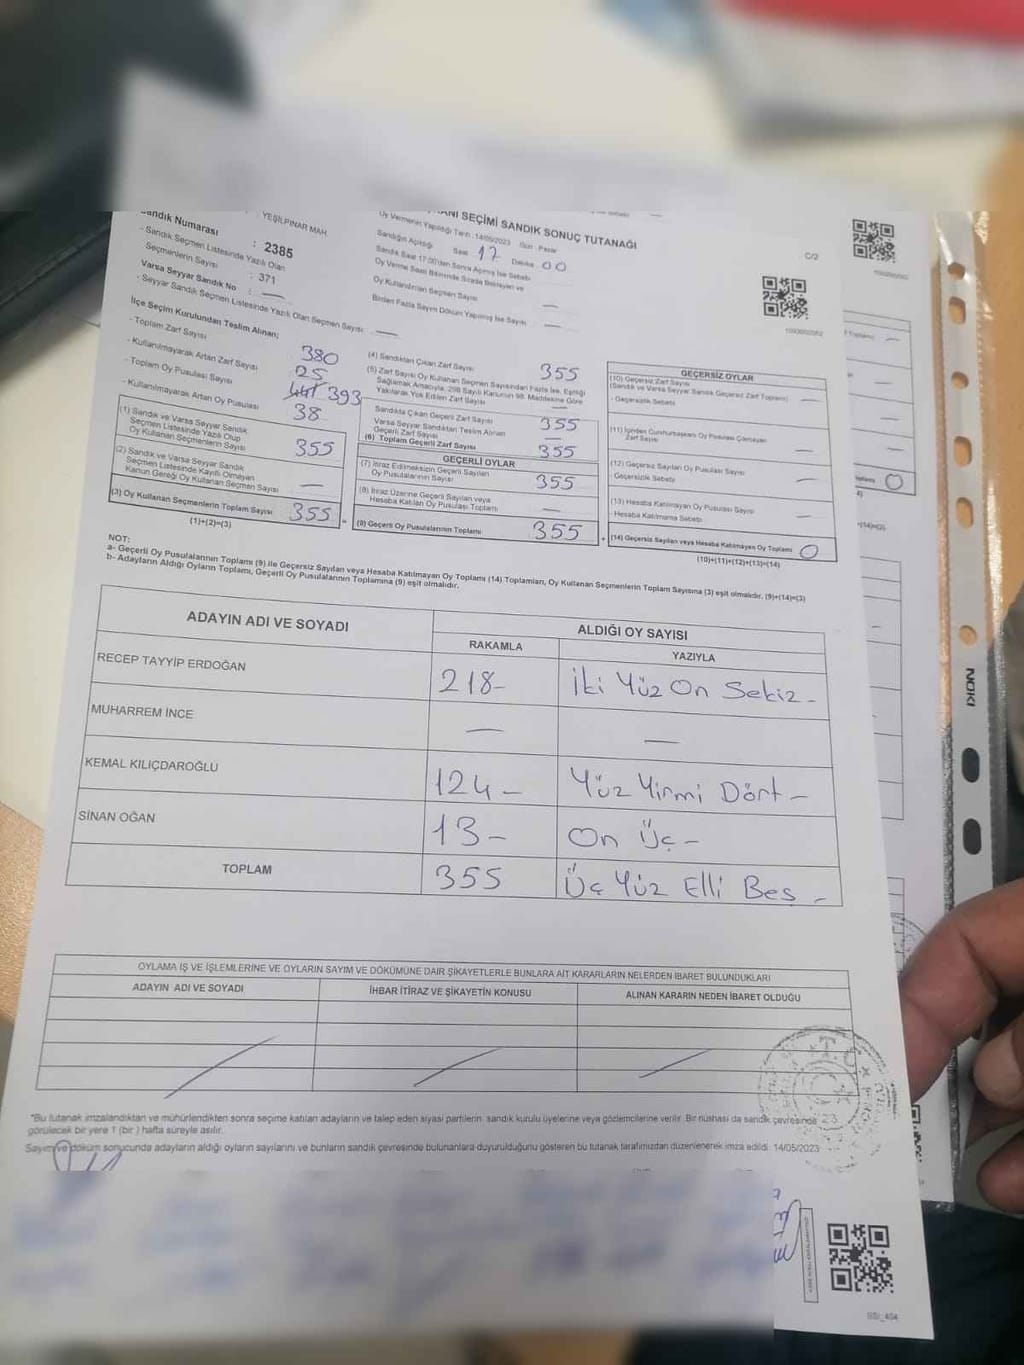 YEŞİLPINAR MAH.
Sandık Numarası : 2385
- Sandık Seçmen Listesinde Yazılı Olan
Seçmenlerin Sayısı : 371
Varsa Seyyar Sandık No : —
- Seyyar Sandık Seçmen Listesinde Yazılı Olan Seçmen Sayısı : —
SEÇİMİ SANDIK SONUÇ TUTANAĞI
C/2
Oy Vermenin Yapıldığı Tarih : 14/05/2023 Gün : Pazar
Sandığın Açılışı Saat 17 Dakika 00
Sandık Saat 17:00'den Sonra Açılmış İse Sebebi
Oy Verme Saati Bitiminde Sırada Bekleyen ve
Oy Kullandırılan Seçmen Sayısı —
Birden Fazla Sayım Döküm Yapılmış İse Sayısı —
İlçe Seçim Kurulundan Teslim Alınan;
- Toplam Zarf Sayısı 380
- Kullanılmayarak Artan Zarf Sayısı 25
- Toplam Oy Pusulası Sayısı 393
- Kullanılmayarak Artan Oy Pusulası 38
(1) Sandık ve Varsa Seyyar Sandık
Seçmen Listesinde Yazılı Olup
Oy Kullanan Seçmenlerin Sayısı 355
(2) Sandık ve Varsa Seyyar Sandık
Seçmen Listesinde Kayıtlı Olmayan
Kanun Gereği Oy Kullanan Seçmen Sayısı —
(3) Oy Kullanan Seçmenlerin Toplam Sayısı 355
(1)+(2)=(3)
(4) Sandıktan Çıkan Zarf Sayısı 355
(5) Zarf Sayısı Oy Kullanan Seçmen Sayısından Fazla İse, Eşitliği
Sağlamak Amacıyla, 298 Sayılı Kanunun 98. Maddesine Göre
Yakılarak Yok Edilen Zarf Sayısı —
Sandıkta Çıkan Geçerli Zarf Sayısı 355
Varsa Seyyar Sandıktan Teslim Alınan
Geçerli Zarf Sayısı —
(6) Toplam Geçerli Zarf Sayısı 355
GEÇERLİ OYLAR
(7) İtiraz Edilmeksizin Geçerli Sayılan
Oy Pusulalarının Sayısı 355
(8) İtiraz Üzerine Geçerli Sayılan veya
Hesaba Katılan Oy Pusulası Toplamı —
(9) Geçerli Oy Pusulalarının Toplamı 355
GEÇERSİZ OYLAR
(10) Geçersiz Zarf Sayısı
(Sandık ve Varsa Seyyar Sandık Geçersiz Zarf Toplamı) —
- Geçersizlik Sebebi
(11) İçinden Cumhurbaşkanı Oy Pusulası Çıkmayan
Zarf Sayısı —
(12) Geçersiz Sayılan Oy Pusulası Sayısı
- Geçersizlik Sebebi —
(13) Hesaba Katılmayan Oy Pusulası Sayısı
- Hesaba Katılmama Sebebi —
(14) Geçersiz Sayılan veya Hesaba Katılmayan Oy Toplamı 0
(10)+(11)+(12)+(13)=(14)
NOT:
a- Geçerli Oy Pusulalarının Toplamı (9) ile Geçersiz Sayılan veya Hesaba Katılmayan Oy Toplamı (14) Toplamları, Oy Kullanan Seçmenlerin Toplam Sayısına (3) eşit olmalıdır. (9)+(14)=(3)
b- Adayların Aldığı Oyların Toplamı, Geçerli Oy Pusulalarının Toplamına (9) eşit olmalıdır.
ADAYIN ADI VE SOYADI ALDIĞI OY SAYISI
RAKAMLA YAZIYLA
RECEP TAYYİP ERDOĞAN 218- İki Yüz On Sekiz -
MUHARREM İNCE — —
KEMAL KILIÇDAROĞLU 124 - Yüz Yirmi Dört -
SİNAN OĞAN 13 - On Üç -
TOPLAM 355 Üç Yüz Elli Beş -
OYLAMA İŞ VE İŞLEMLERİNE VE OYLARIN SAYIM VE DÖKÜMÜNE DAİR ŞİKAYETLERLE BUNLARA AİT KARARLARIN NELERDEN İBARET BULUNDUKLARI
ADAYIN ADI VE SOYADI İHBAR İTİRAZ VE ŞİKAYETİN KONUSU ALINAN KARARIN NEDEN İBARET OLDUĞU
*Bu tutanak imzalandıktan ve mühürlendikten sonra seçime katılan adayların ve talep eden siyasi partilerin sandık kurulu üyelerine veya gözlemcilerine verilir. Bir nüshası da sandık çevresinde
görülecek bir yere 1 (bir ) hafta süreyle asılır.
Sayım ve döküm sonucunda adayların aldığı oyların sayılarını ve bunların sandık çevresinde bulunanlara duyurulduğunu gösteren bu tutanak tarafımızdan düzenlenerek imza edildi. 14/05/2023
NOKI